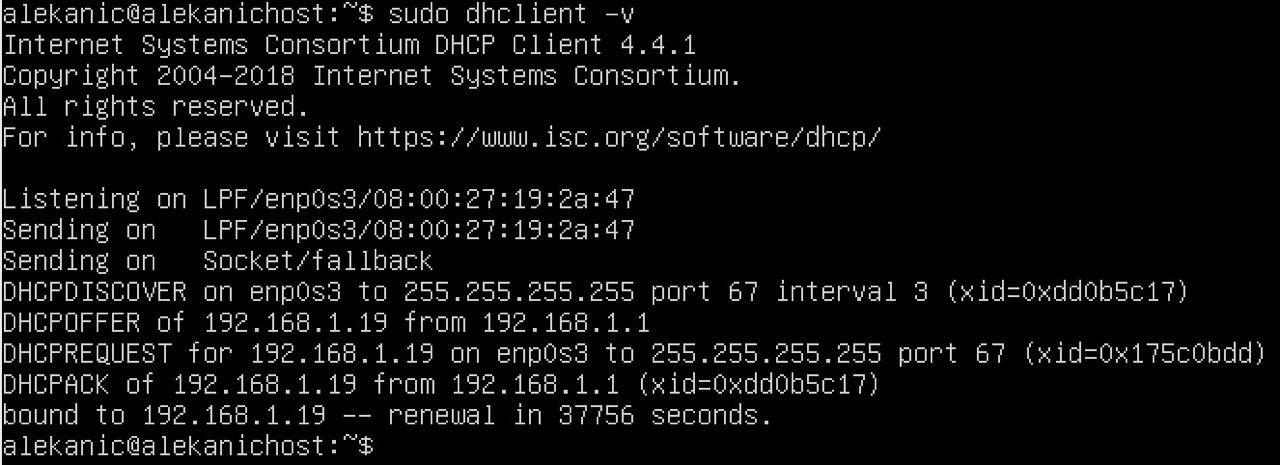 alekanic@alekanichost:~$ sudo dhclient -v
Internet Systems Consortium DHCP Client 4.4.1
Copyright 2004-2018 Internet Systems Consortium.
All rights reserved.
For info, please visit https://www.isc.org/software/dhcp/

Listening on LPF/enp0s3/08:00:27:19:2a:47
Sending on   LPF/enp0s3/08:00:27:19:2a:47
Sending on   Socket/fallback
DHCPDISCOVER on enp0s3 to 255.255.255.255 port 67 interval 3 (xid=0xdd0b5c17)
DHCPOFFER of 192.168.1.19 from 192.168.1.1
DHCPREQUEST for 192.168.1.19 on enp0s3 to 255.255.255.255 port 67 (xid=0x175c0bdd)
DHCPACK of 192.168.1.19 from 192.168.1.1 (xid=0xdd0b5c17)
bound to 192.168.1.19 -- renewal in 37756 seconds.
alekanic@alekanichost:~$